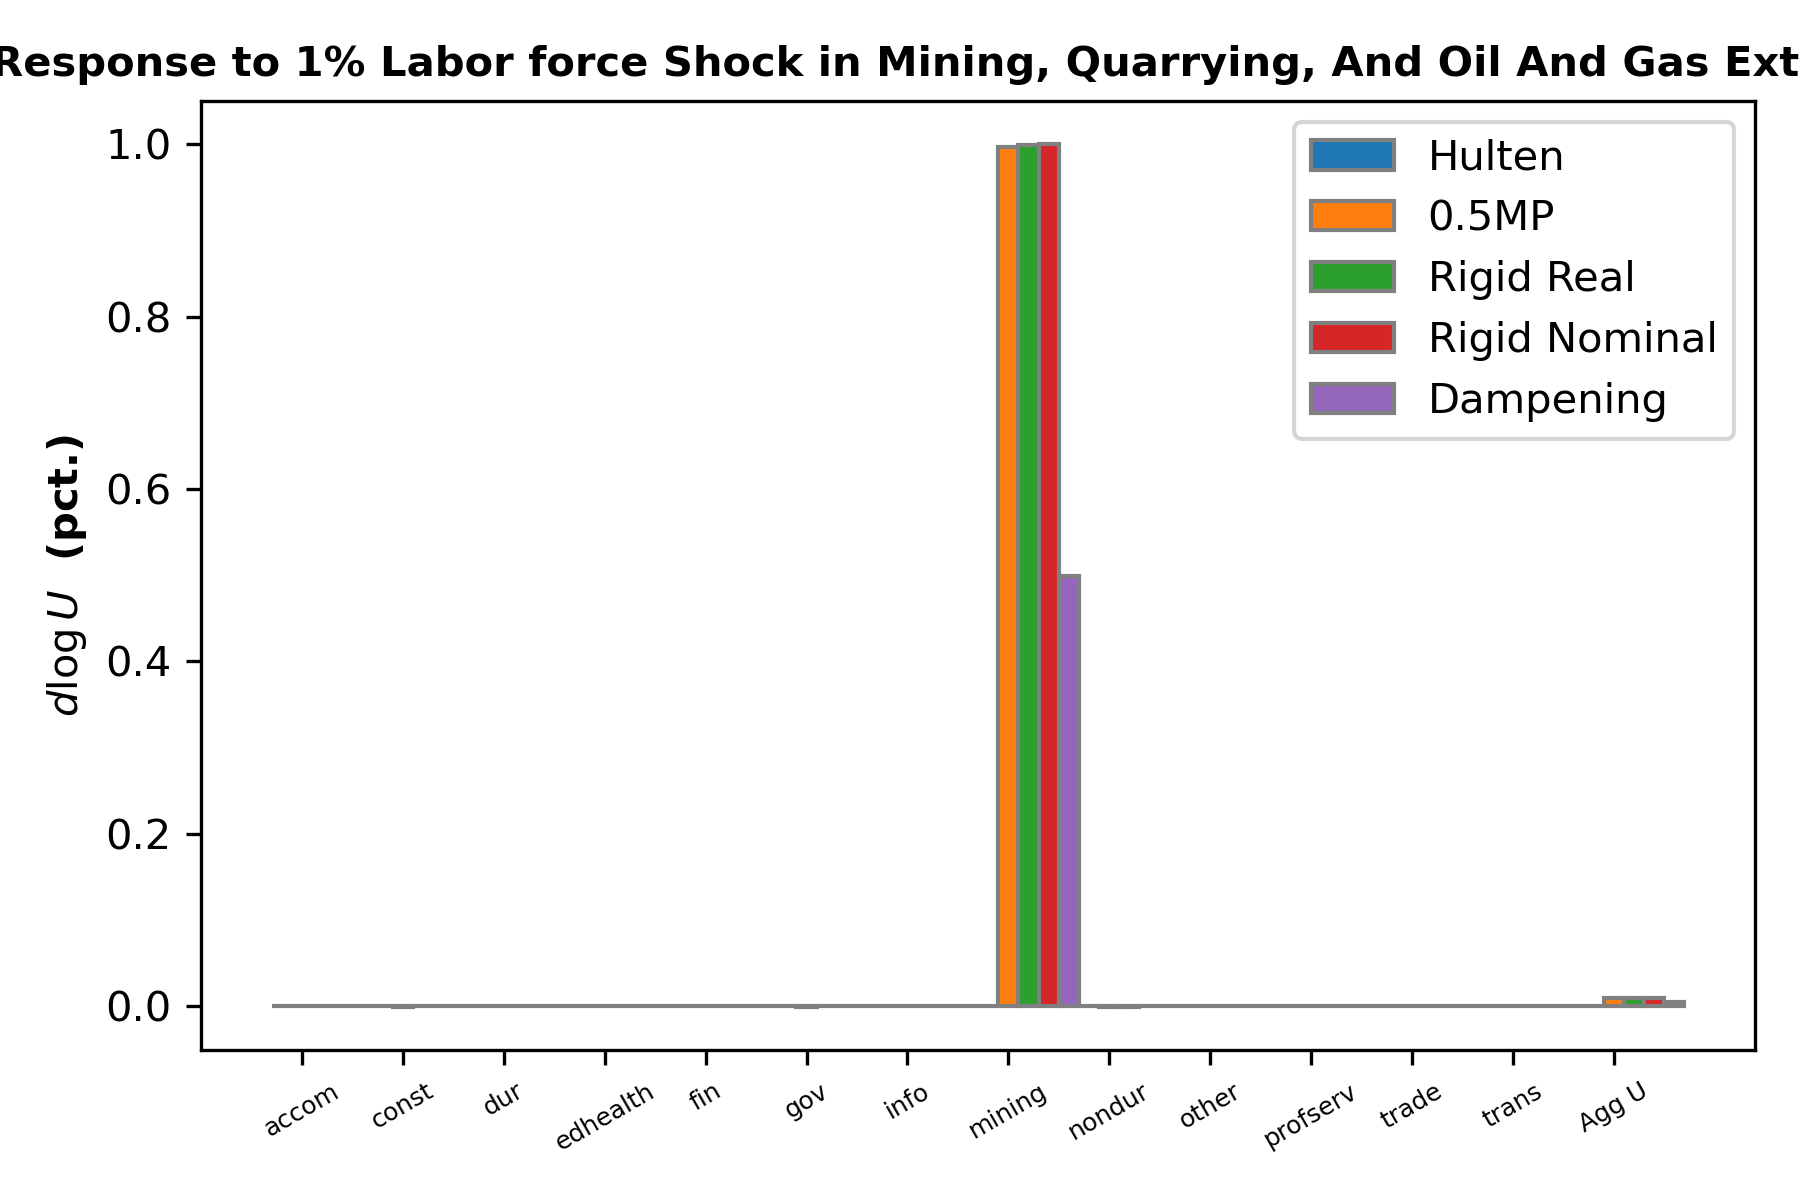 Response to 1% Labor force Shock in Mining, Quarrying, And Oil And Gas Ext
1.0
0.8
0.6
0.4
0.2
0.0
dlog U (pct.)
Hulten
0.5MP
Rigid Real
Rigid Nominal
Dampening
accom
const
dur
edhealth
fin
gov
info
mining
nondur
other
profserv
trade
trans
Agg U